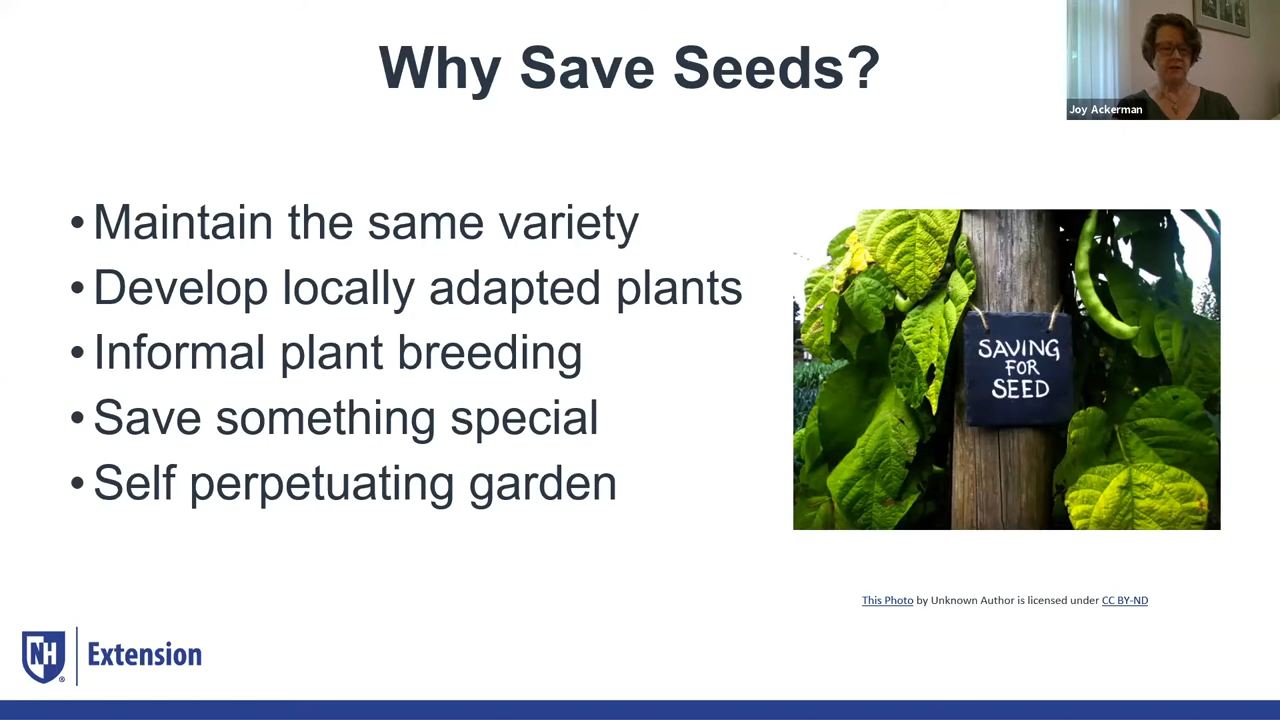 Why Save Seeds?
Joy Ackerman
• Maintain the same variety
• Develop locally adapted plants
• Informal plant breeding
• Save something special
• Self perpetuating garden
SAVING
FOR
SEED
This Photo by Unknown Author is licensed under CC BY-ND
NH® Extension